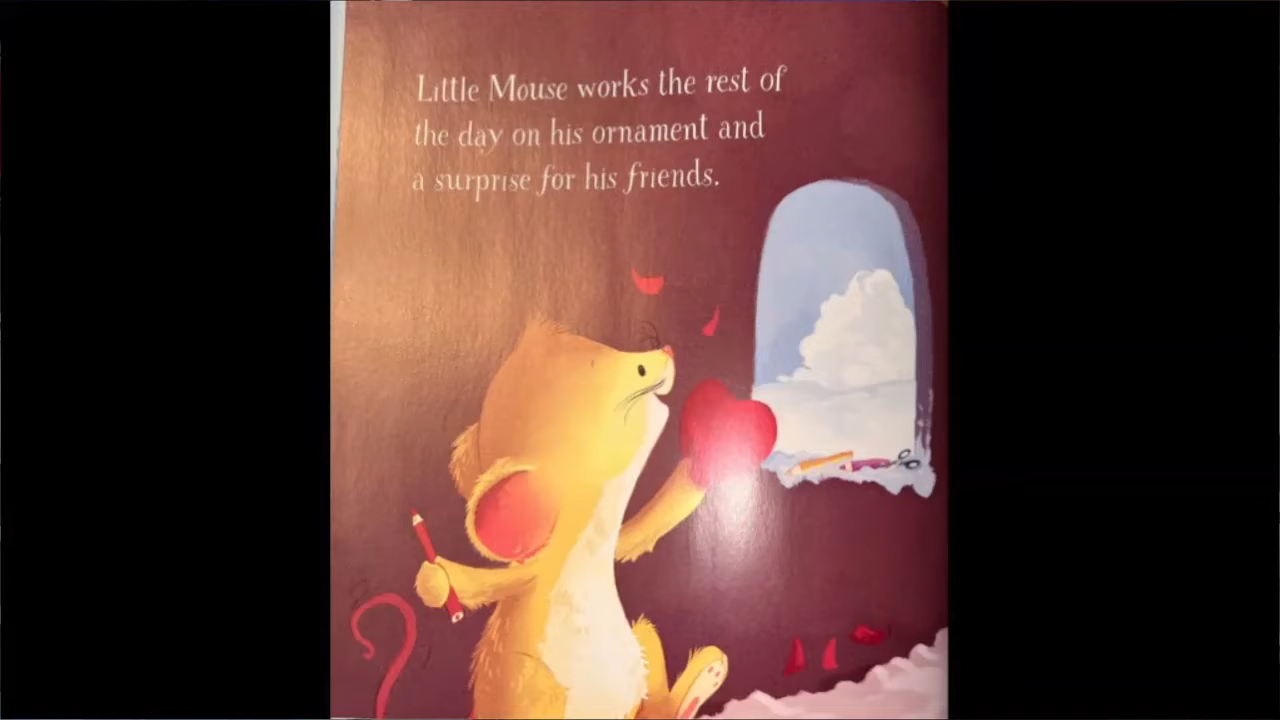 Little Mouse works the rest of
the day on his ornament and
a surprise for his friends.